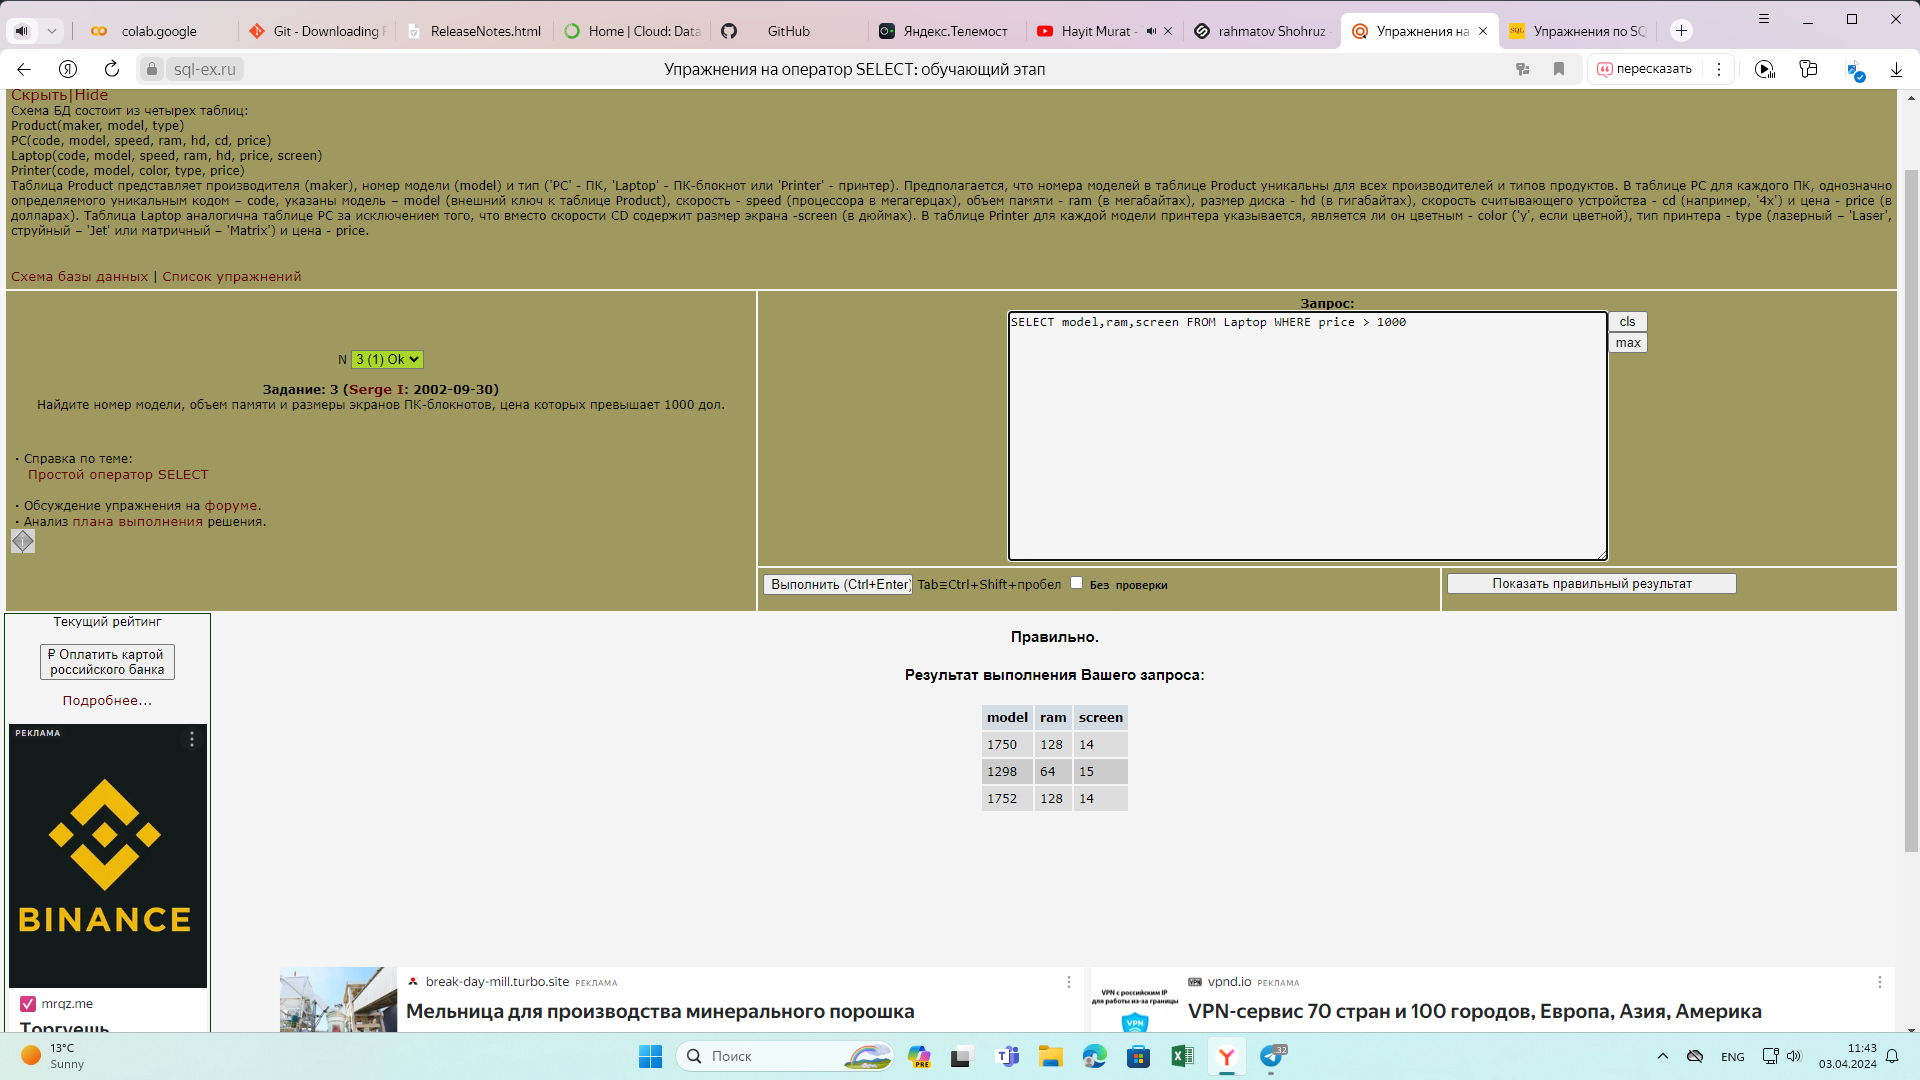 colab.google
Git - Downloading
ReleaseNotes.html
Home | Cloud: Data
GitHub
Яндекс.Телемост
Hayit Murat -
rahmatov Shohruz -
Упражнения на
SQL
Упражнения по SQ
sql-ex.ru
Упражнения на оператор SELECT: обучающий этап
пересказать
Скрыть|Hide
Схема БД состоит из четырех таблиц:
Product(maker, model, type)
PC(code, model, speed, ram, hd, cd, price)
Laptop(code, model, speed, ram, hd, price, screen)
Printer(code, model, color, type, price)
Таблица Product представляет производителя (maker), номер модели (model) и тип ('PC' - ПК, 'Laptop' - ПК-блокнот или 'Printer' - принтер). Предполагается, что номера моделей в таблице Product уникальны для всех производителей и типов продуктов. В таблице PC для каждого ПК, однозначно
определяемого уникальным кодом – code, указаны модель – model (внешний ключ к таблице Product), скорость - speed (процессора в мегагерцах), объем памяти - ram (в мегабайтах), размер диска - hd (в гигабайтах), скорость считывающего устройства - cd (например, '4x') и цена - price (в
долларах). Таблица Laptop аналогична таблице PC за исключением того, что вместо скорости CD содержит размер экрана -screen (в дюймах). В таблице Printer для каждой модели принтера указывается, является ли он цветным - color ('y', если цветной), тип принтера - type (лазерный – 'Laser',
струйный – 'Jet' или матричный – 'Matrix') и цена - price.
Схема базы данных | Список упражнений
N 3 (1) Ok
Задание: 3 (Serge I: 2002-09-30)
Найдите номер модели, объем памяти и размеры экранов ПК-блокнотов, цена которых превышает 1000 дол.
• Справка по теме:
Простой оператор SELECT
• Обсуждение упражнения на форуме.
• Анализ плана выполнения решения.
Запрос:
SELECT model,ram,screen FROM Laptop WHERE price > 1000
cls
max
Выполнить (Ctrl+Enter) Tab≡Ctrl+Shift+пробел Без проверки
Показать правильный результат
Текущий рейтинг
₽ Оплатить картой
российского банка
Подробнее...
РЕКЛАМА
BINANCE
mrqz.me
Торгуешь
Правильно.
Результат выполнения Вашего запроса:
model ram screen
1750 128 14
1298 64 15
1752 128 14
break-day-mill.turbo.site РЕКЛАМА
Мельница для производства минерального порошка
VPN с российским IP
для работы из-за границы
VPN
vpnd.io РЕКЛАМА
VPN-сервис 70 стран и 100 городов, Европа, Азия, Америка
13°C
Sunny
Поиск
PRE
32
ENG
11:43
03.04.2024